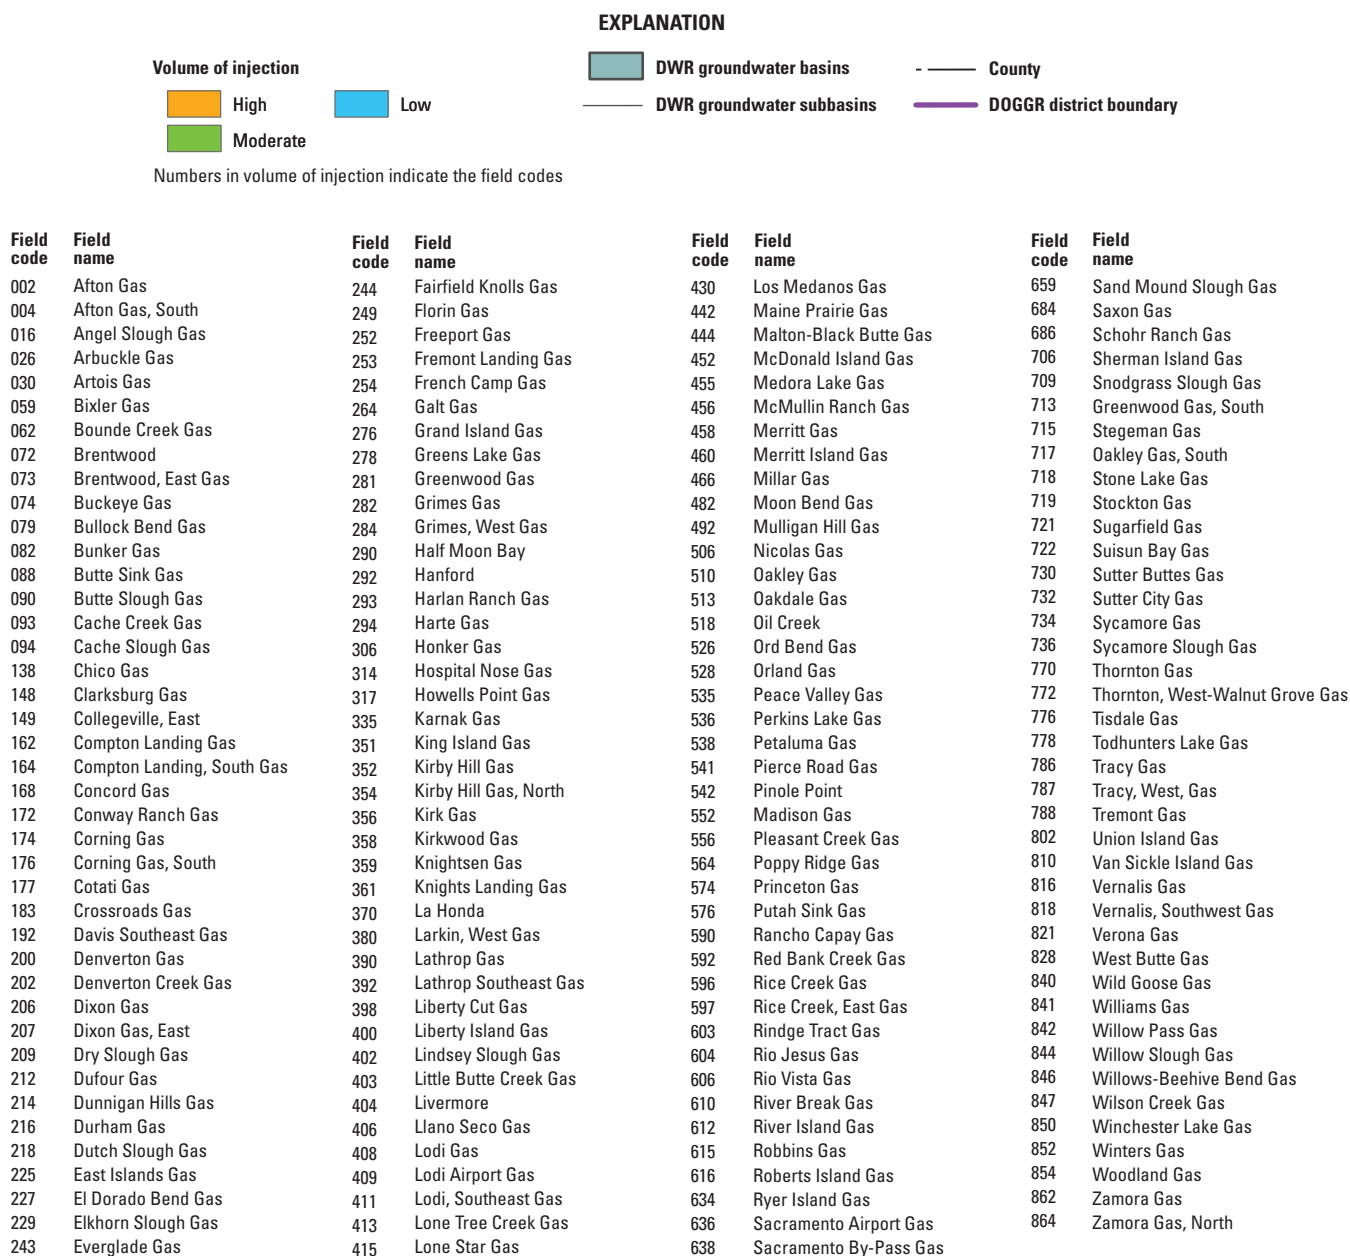 EXPLANATION
Volume of injection
High
Low
Moderate
Numbers in volume of injection indicate the field codes
DWR groundwater basins
DWR groundwater subbasins
County
DOGGR district boundary
Field code Field name
002 Afton Gas
004 Afton Gas, South
016 Angel Slough Gas
026 Arbuckle Gas
030 Artois Gas
059 Bixler Gas
062 Bounde Creek Gas
072 Brentwood
073 Brentwood, East Gas
074 Buckeye Gas
079 Bullock Bend Gas
082 Bunker Gas
088 Butte Sink Gas
090 Butte Slough Gas
093 Cache Creek Gas
094 Cache Slough Gas
138 Chico Gas
148 Clarksburg Gas
149 Collegeville, East
162 Compton Landing Gas
164 Compton Landing, South Gas
168 Concord Gas
172 Conway Ranch Gas
174 Corning Gas
176 Corning Gas, South
177 Cotati Gas
183 Crossroads Gas
192 Davis Southeast Gas
200 Denverton Gas
202 Denverton Creek Gas
206 Dixon Gas
207 Dixon Gas, East
209 Dry Slough Gas
212 Dufour Gas
214 Dunnigan Hills Gas
216 Durham Gas
218 Dutch Slough Gas
225 East Islands Gas
227 El Dorado Bend Gas
229 Elkhorn Slough Gas
243 Everglade Gas
Field code Field name
244 Fairfield Knolls Gas
249 Florin Gas
252 Freeport Gas
253 Fremont Landing Gas
254 French Camp Gas
264 Galt Gas
276 Grand Island Gas
278 Greens Lake Gas
281 Greenwood Gas
282 Grimes Gas
284 Grimes, West Gas
290 Half Moon Bay
292 Hanford
293 Harlan Ranch Gas
294 Harte Gas
306 Honker Gas
314 Hospital Nose Gas
317 Howells Point Gas
335 Karnak Gas
351 King Island Gas
352 Kirby Hill Gas
354 Kirby Hill Gas, North
356 Kirk Gas
358 Kirkwood Gas
359 Knightsen Gas
361 Knights Landing Gas
370 La Honda
380 Larkin, West Gas
390 Lathrop Gas
392 Lathrop Southeast Gas
398 Liberty Cut Gas
400 Liberty Island Gas
402 Lindsey Slough Gas
403 Little Butte Creek Gas
404 Livermore
406 Llano Seco Gas
408 Lodi Gas
409 Lodi Airport Gas
411 Lodi, Southeast Gas
413 Lone Tree Creek Gas
415 Lone Star Gas
Field code Field name
430 Los Medanos Gas
442 Maine Prairie Gas
444 Malton-Black Butte Gas
452 McDonald Island Gas
455 Medora Lake Gas
456 McMullin Ranch Gas
458 Merritt Gas
460 Merritt Island Gas
466 Millar Gas
482 Moon Bend Gas
492 Mulligan Hill Gas
506 Nicolas Gas
510 Oakley Gas
513 Oakdale Gas
518 Oil Creek
526 Ord Bend Gas
528 Orland Gas
535 Peace Valley Gas
536 Perkins Lake Gas
538 Petaluma Gas
541 Pierce Road Gas
542 Pinole Point
552 Madison Gas
556 Pleasant Creek Gas
564 Poppy Ridge Gas
574 Princeton Gas
576 Putah Sink Gas
590 Rancho Capay Gas
592 Red Bank Creek Gas
596 Rice Creek Gas
597 Rice Creek, East Gas
603 Rindge Tract Gas
604 Rio Jesus Gas
606 Rio Vista Gas
610 River Break Gas
612 River Island Gas
615 Robbins Gas
616 Roberts Island Gas
634 Ryer Island Gas
636 Sacramento Airport Gas
638 Sacramento By-Pass Gas
Field code Field name
659 Sand Mound Slough Gas
684 Saxon Gas
686 Schohr Ranch Gas
706 Sherman Island Gas
709 Snodgrass Slough Gas
713 Greenwood Gas, South
715 Stegeman Gas
717 Oakley Gas, South
718 Stone Lake Gas
719 Stockton Gas
721 Sugarfield Gas
722 Suisun Bay Gas
730 Sutter Buttes Gas
732 Sutter City Gas
734 Sycamore Gas
736 Sycamore Slough Gas
770 Thornton Gas
772 Thornton, West-Walnut Grove Gas
776 Tisdale Gas
778 Todhunters Lake Gas
786 Tracy Gas
787 Tracy, West, Gas
788 Tremont Gas
802 Union Island Gas
810 Van Sickle Island Gas
816 Vernalis Gas
818 Vernalis, Southwest Gas
821 Verona Gas
828 West Butte Gas
840 Wild Goose Gas
841 Williams Gas
842 Willow Pass Gas
844 Willow Slough Gas
846 Willows-Beehive Bend Gas
847 Wilson Creek Gas
850 Winchester Lake Gas
852 Winters Gas
854 Woodland Gas
862 Zamora Gas
864 Zamora Gas, North